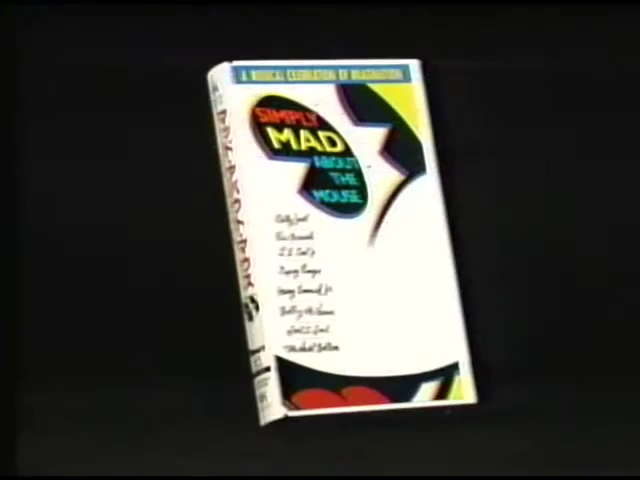 A MUSICAL CELEBRATION OF IMAGINATION
SIMPLY
MAD
ABOUT
THE
MOUSE
Billy Joel
Ric Ocasek
LL Cool J
Gipsy Kings
Harry Connick Jr.
Bobby McFerrin
Soul II Soul
Michael Bolton